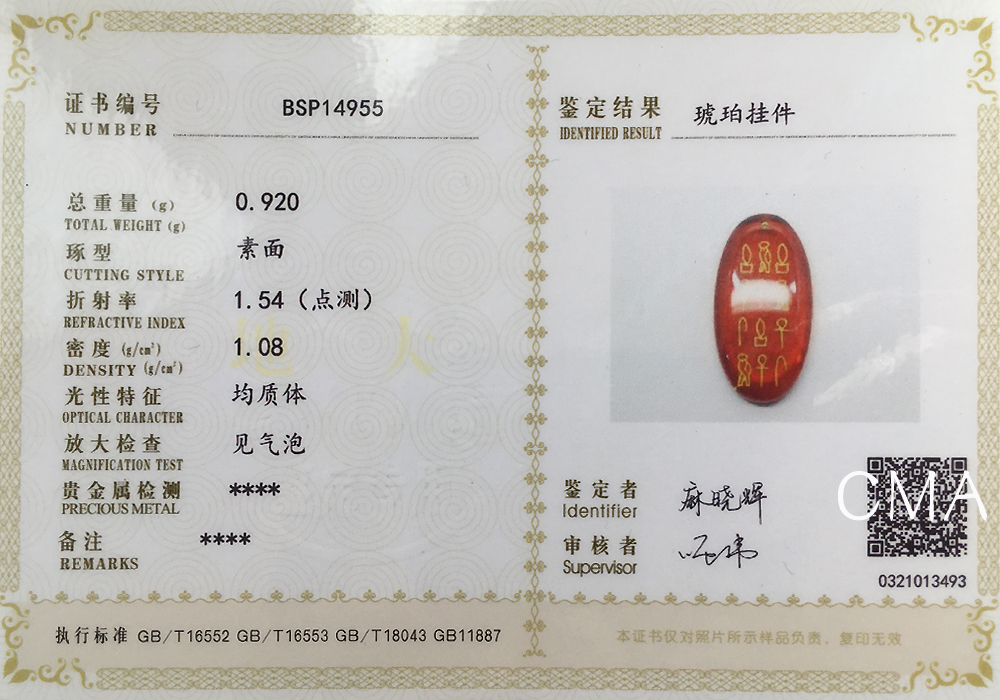 证书编号
NUMBER
BSP14955
总重量 (g)
TOTAL WEIGHT (g)
0.920
琢型
CUTTING STYLE
素面
折射率
REFRACTIVE INDEX
1.54 (点测)
密度 (g/cm³)
DENSITY (g/cm³)
1.08
光性特征
OPTICAL CHARACTER
均质体
放大检查
MAGNIFICATION TEST
见气泡
贵金属检测
PRECIOUS METAL
****
备注
REMARKS
****
地大
执行标准 GB/T16552 GB/T16553 GB/T18043 GB11887
鉴定结果
IDENTIFIED RESULT
琥珀挂件
鉴定者
Identifier
麻晓辉
审核者
Supervisor
CMA
0321013493
本证书仅对照片所示样品负责，复印无效